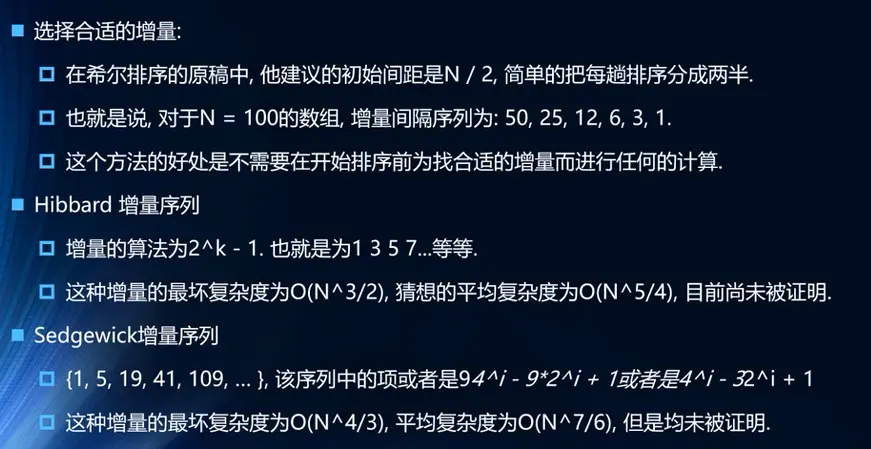 选择合适的增量:
在希尔排序的原稿中, 他建议的初始间距是N / 2, 简单的把每趟排序分成两半.
也就是说, 对于N = 100的数组, 增量间隔序列为: 50, 25, 12, 6, 3, 1.
这个方法的好处是不需要在开始排序前为找合适的增量而进行任何的计算.
Hibbard 增量序列
增量的算法为2^k - 1. 也就是为1 3 5 7...等等.
这种增量的最坏复杂度为O(N^3/2), 猜想的平均复杂度为O(N^5/4), 目前尚未被证明.
Sedgewick增量序列
{1, 5, 19, 41, 109, ... }, 该序列中的项或者是94^i - 9*2^i + 1或者是4^i - 32^i + 1
这种增量的最坏复杂度为O(N^4/3), 平均复杂度为O(N^7/6), 但是均未被证明.